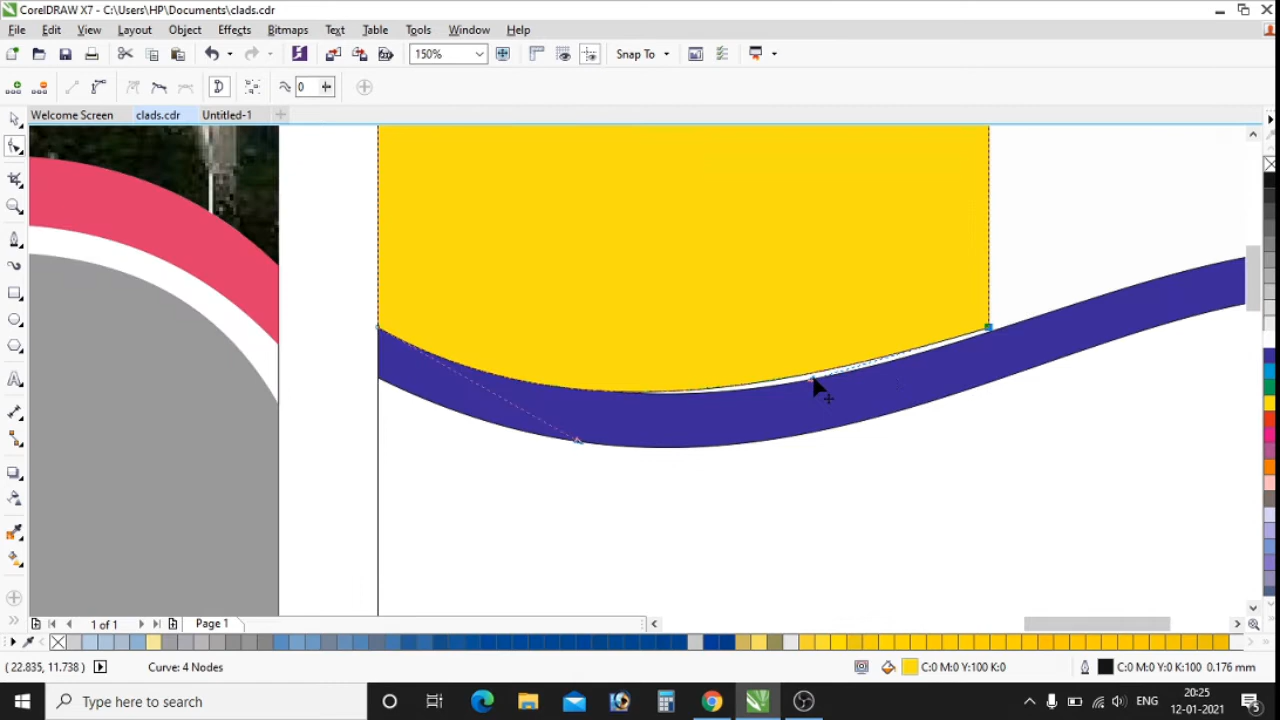 CorelDRAW X7 - C:\Users\HP\Documents\clads.cdr
File Edit View Layout Object Effects Bitmaps Text Table Tools Window Help
150% Snap To
0
Welcome Screen clads.cdr Untitled-1
1 of 1 Page 1
( 22.835, 11.738 ) Curve: 4 Nodes C:0 M:0 Y:100 K:0 C:0 M:0 Y:0 K:100 0.176 mm
Type here to search
ENG
20:25
12-01-2021
5